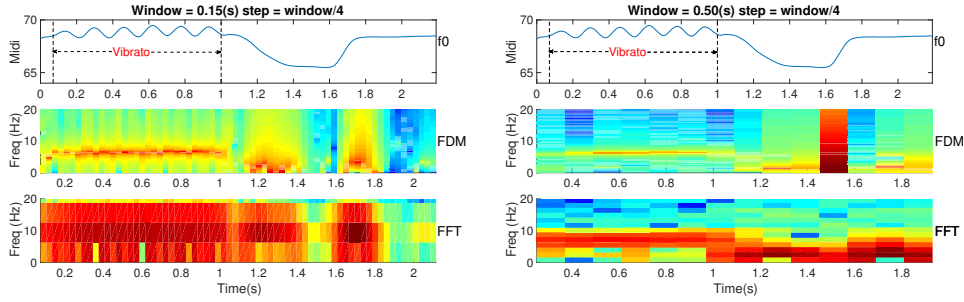 Window = 0.15(s) step = window/4
70
65
Midi
Vibrato
f0
0 0.2 0.4 0.6 0.8 1 1.2 1.4 1.6 1.8 2
20
10
0
Freq (Hz)
FDM
0.2 0.4 0.6 0.8 1 1.2 1.4 1.6 1.8 2
20
10
0
Freq (Hz)
FFT
0.2 0.4 0.6 0.8 1 1.2 1.4 1.6 1.8 2
Time(s)
Window = 0.50(s) step = window/4
70
65
Midi
Vibrato
f0
0 0.2 0.4 0.6 0.8 1 1.2 1.4 1.6 1.8 2
20
10
0
Freq (Hz)
FDM
0.4 0.6 0.8 1 1.2 1.4 1.6 1.8
20
10
0
Freq (Hz)
FFT
0.4 0.6 0.8 1 1.2 1.4 1.6 1.8
Time(s)